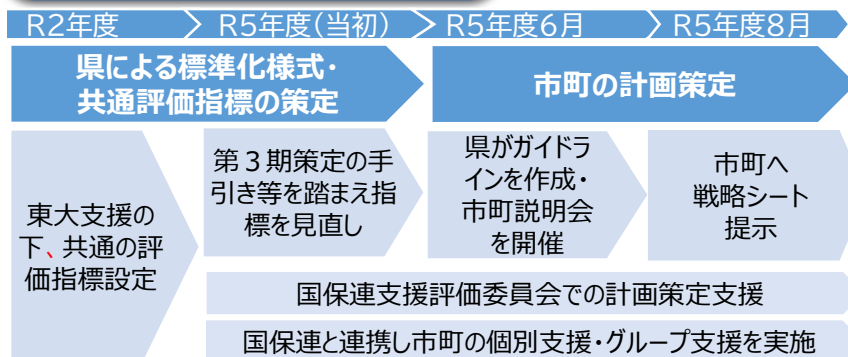 R2年度
R5年度(当初)
R5年度6月
R5年度8月
県による標準化様式・
共通評価指標の策定
市町の計画策定
東大支援の
下、共通の評
価指標設定
第3期策定の手
引き等を踏まえ指
標を見直し
県がガイドラ
インを作成・
市町説明会
を開催
市町へ
戦略シート
提示
国保連支援評価委員会での計画策定支援
国保連と連携し市町の個別支援・グループ支援を実施